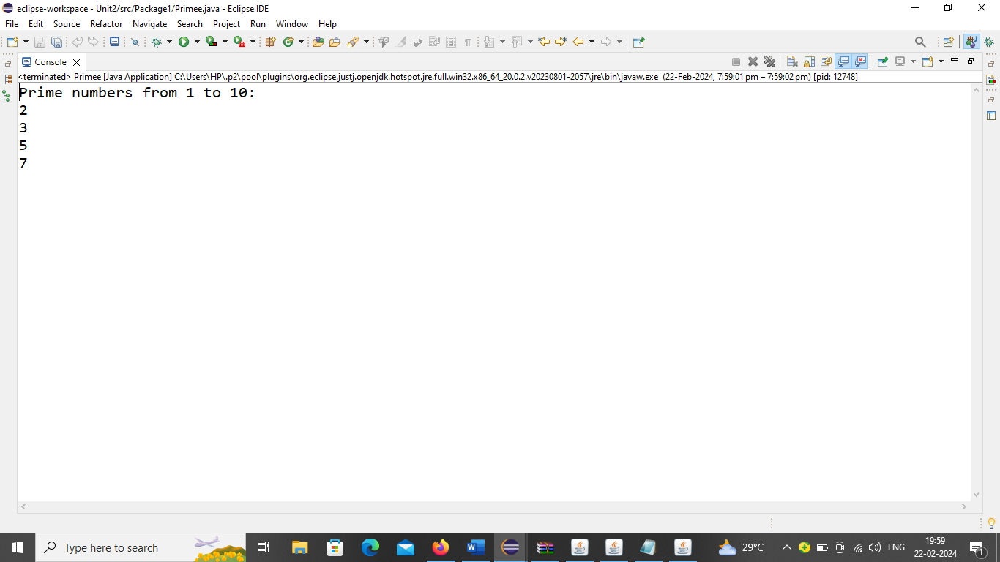 eclipse-workspace - Unit2/src/Package1/Primee.java - Eclipse IDE
File Edit Source Refactor Navigate Search Project Run Window Help
Console
<terminated> Primee [Java Application] C:\Users\HP\.p2\pool\plugins\org.eclipse.justj.openjdk.hotspot.jre.full.win32.x86_64_20.0.2.v20230801-2057\jre\bin\javaw.exe (22-Feb-2024, 7:59:01 pm – 7:59:02 pm) [pid: 12748]
Prime numbers from 1 to 10:
2
3
5
7
Type here to search
29°C
ENG
19:59
22-02-2024
1